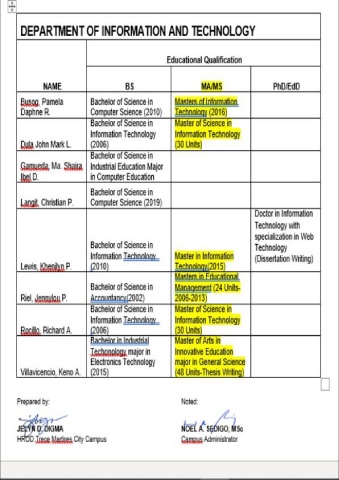 DEPARTMENT OF INFORMATION AND TECHNOLOGY
Educational Qualification
NAME
BS
MA/MS
PhD/EdD
Busog, Pamela
Daphne R.
Bachelor of Science in
Computer Science (2010)
Masters of Information
Technology (2016)
Duta John Mark L.
Bachelor of Science in
Information Technology
(2006)
Master of Science in
Information Technology
(30 Units)
Gamueda, Ma. Shaira
Ibel D.
Bachelor of Science in
Industrial Education Major
in Computer Education
Langit, Christian P.
Bachelor of Science in
Computer Science (2019)
Lewis, Khenilyn P.
Bachelor of Science in
Information Technology
(2010)
Master in Information
Technology(2015)
Doctor in Information
Technology with
specialization in Web
Technology
(Dissertation Writing)
Riel, Jennylou P.
Bachelor of Science in
Accountancy(2002)
Masters in Educational
Management (24 Units-
2006-2013)
Rocillo, Richard A.
Bachelor of Science in
Information Technology
(2006)
Master of Science in
Information Technology
(30 Units)
Villavicencio, Keno A.
Bachelor in Industrial
Techonology major in
Electronics Technology
(2015)
Master of Arts in
Innovative Education
major in General Science
(48 Units-Thesis Writing)
Prepared by:
Noted:
JELYN D. DIGMA
HRDO Trece Martires City Campus
NOEL A. SEDIGO, MSc
Campus Administrator